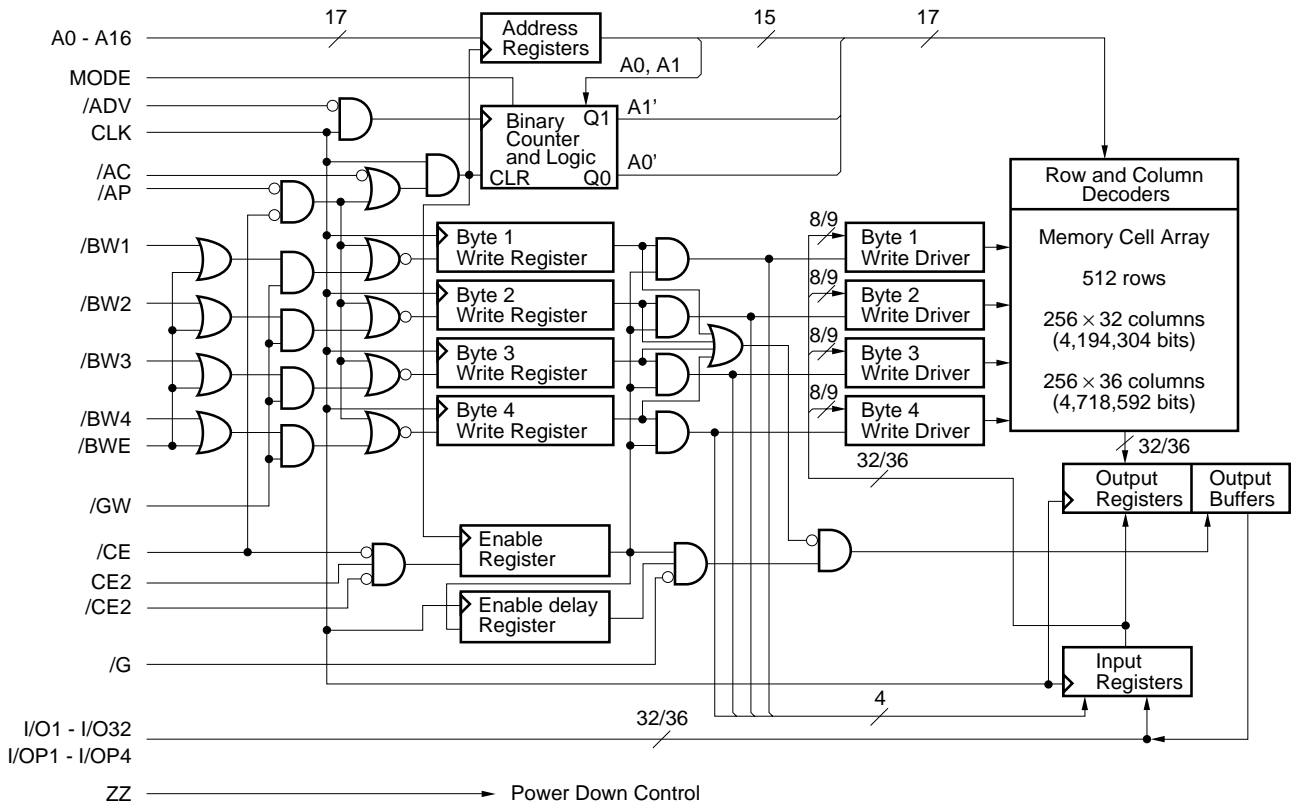 17
15
17
A0 - A16
Address
Registers
A0, A1
MODE
/ADV
CLK
Binary
Counter
and Logic
CLR
Q1
Q0
A1’
A0’
/AC
/AP
Row and Column
Decoders
/BW1
Byte 1
Write Register
8/9
Byte 1
Write Driver
Memory Cell Array
512 rows
256 × 32 columns
(4,194,304 bits)
256 × 36 columns
(4,718,592 bits)
/BW2
Byte 2
Write Register
8/9
Byte 2
Write Driver
/BW3
Byte 3
Write Register
8/9
Byte 3
Write Driver
/BW4
Byte 4
Write Register
8/9
Byte 4
Write Driver
/BWE
32/36
32/36
/GW
Output
Registers
Output
Buffers
/CE
Enable
Register
CE2
/CE2
Enable delay
Register
/G
Input
Registers
4
32/36
I/O1 - I/O32
I/OP1 - I/OP4
ZZ
Power Down Control